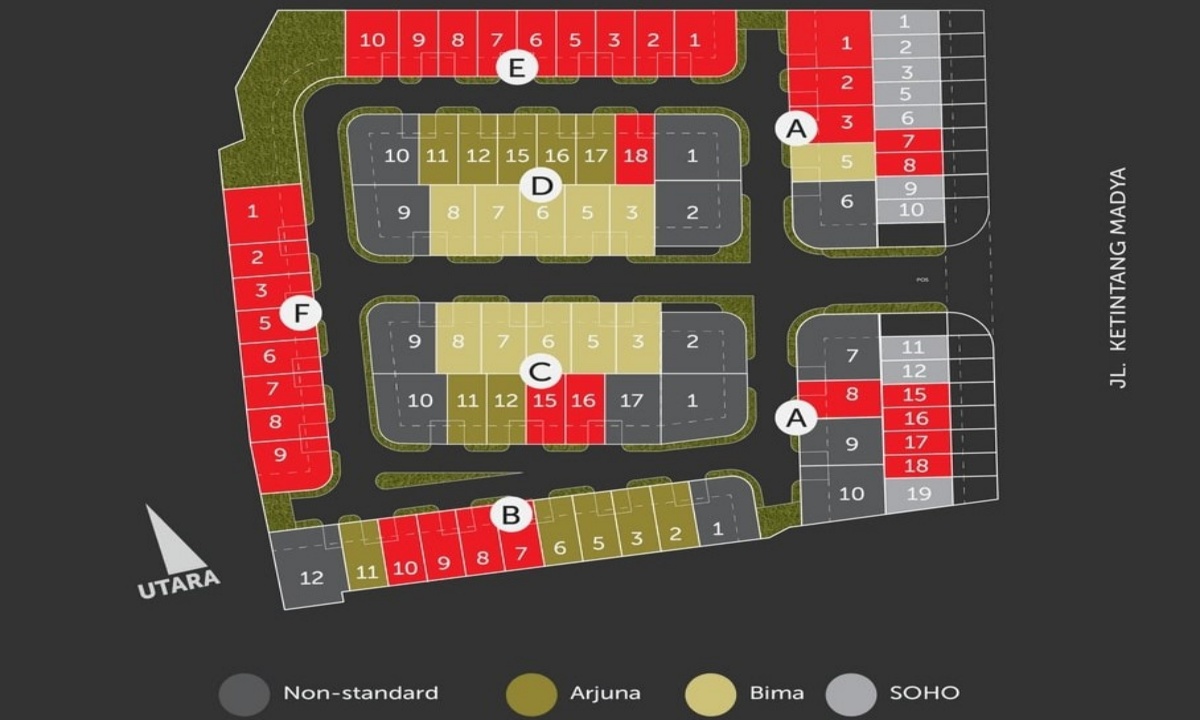 10 9 8 7 6 5 3 2 1
E
1
2
3
A
5
6
1
2
3
5
6
7
8
9
10
10 11 12 15 16 17 18 1
D
9 8 7 6 5 3 2
1
2
3
5
6
7
8
9
F
9 8 7 6 5 3 2
C
10 11 12 15 16 17 1
7
8
A
9
10
11
12
15
16
17
18
19
POS
JL. KETINTANG MADYA
B
12 11 10 9 8 7 6 5 3 2 1
UTARA
Non-standard Arjuna Bima SOHO